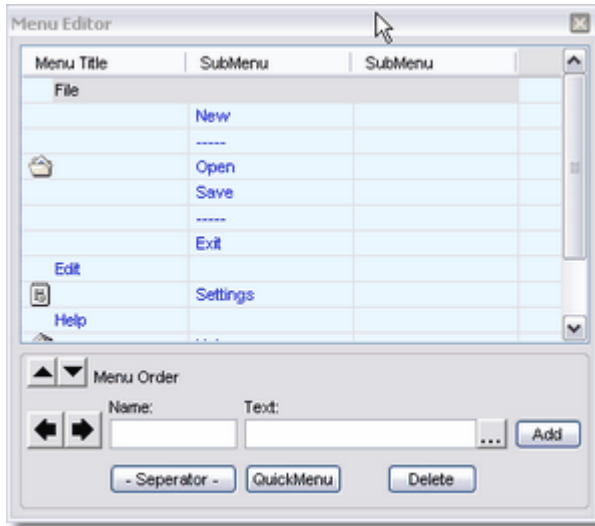 Menu Editor
Menu Title SubMenu SubMenu
File
New
-----
Open
Save
-----
Exit
Edit
Settings
Help
Menu Order
Name: Text:
... Add
- Seperator - QuickMenu Delete